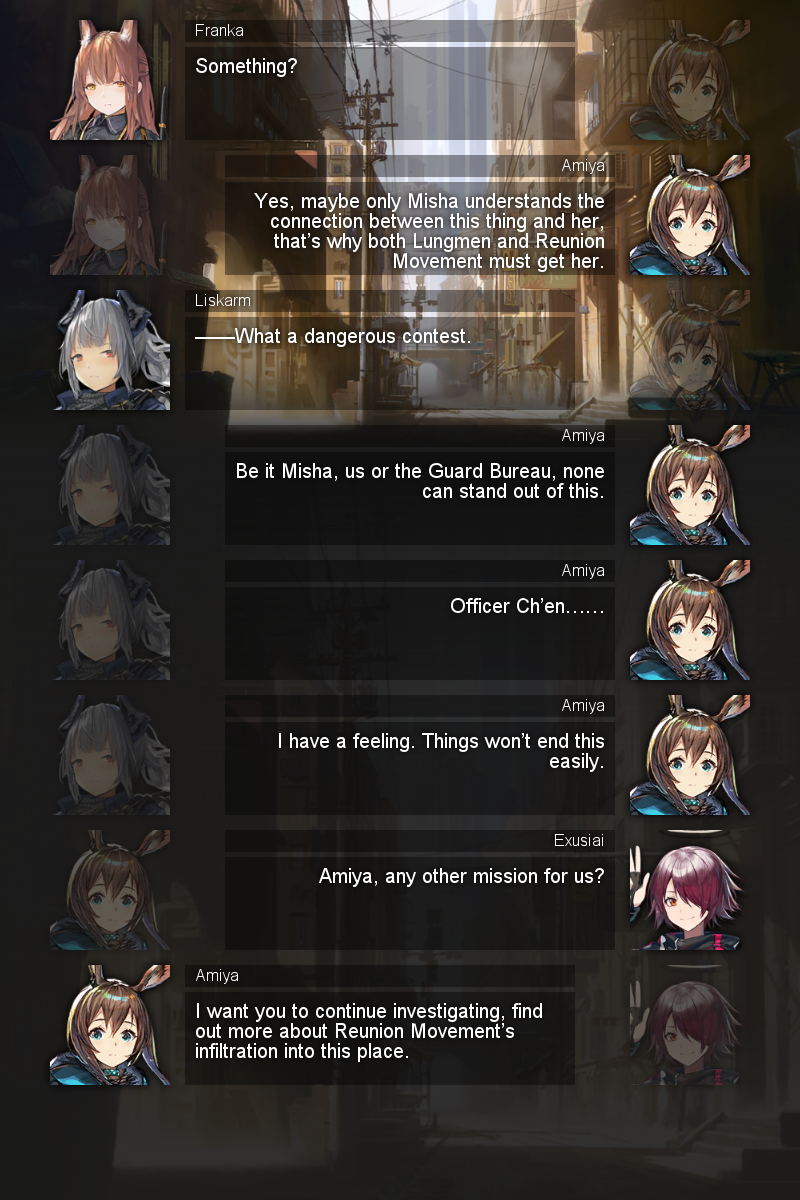 Franka
Something?
Amiya
Yes, maybe only Misha understands the
connection between this thing and her,
that's why both Lungmen and Reunion
Movement must get her.
Liskarm
——What a dangerous contest.
Amiya
Be it Misha, us or the Guard Bureau, none
can stand out of this.
Amiya
Officer Ch'en……
Amiya
I have a feeling. Things won't end this
easily.
Exusiai
Amiya, any other mission for us?
Amiya
I want you to continue investigating, find
out more about Reunion Movement's
infiltration into this place.